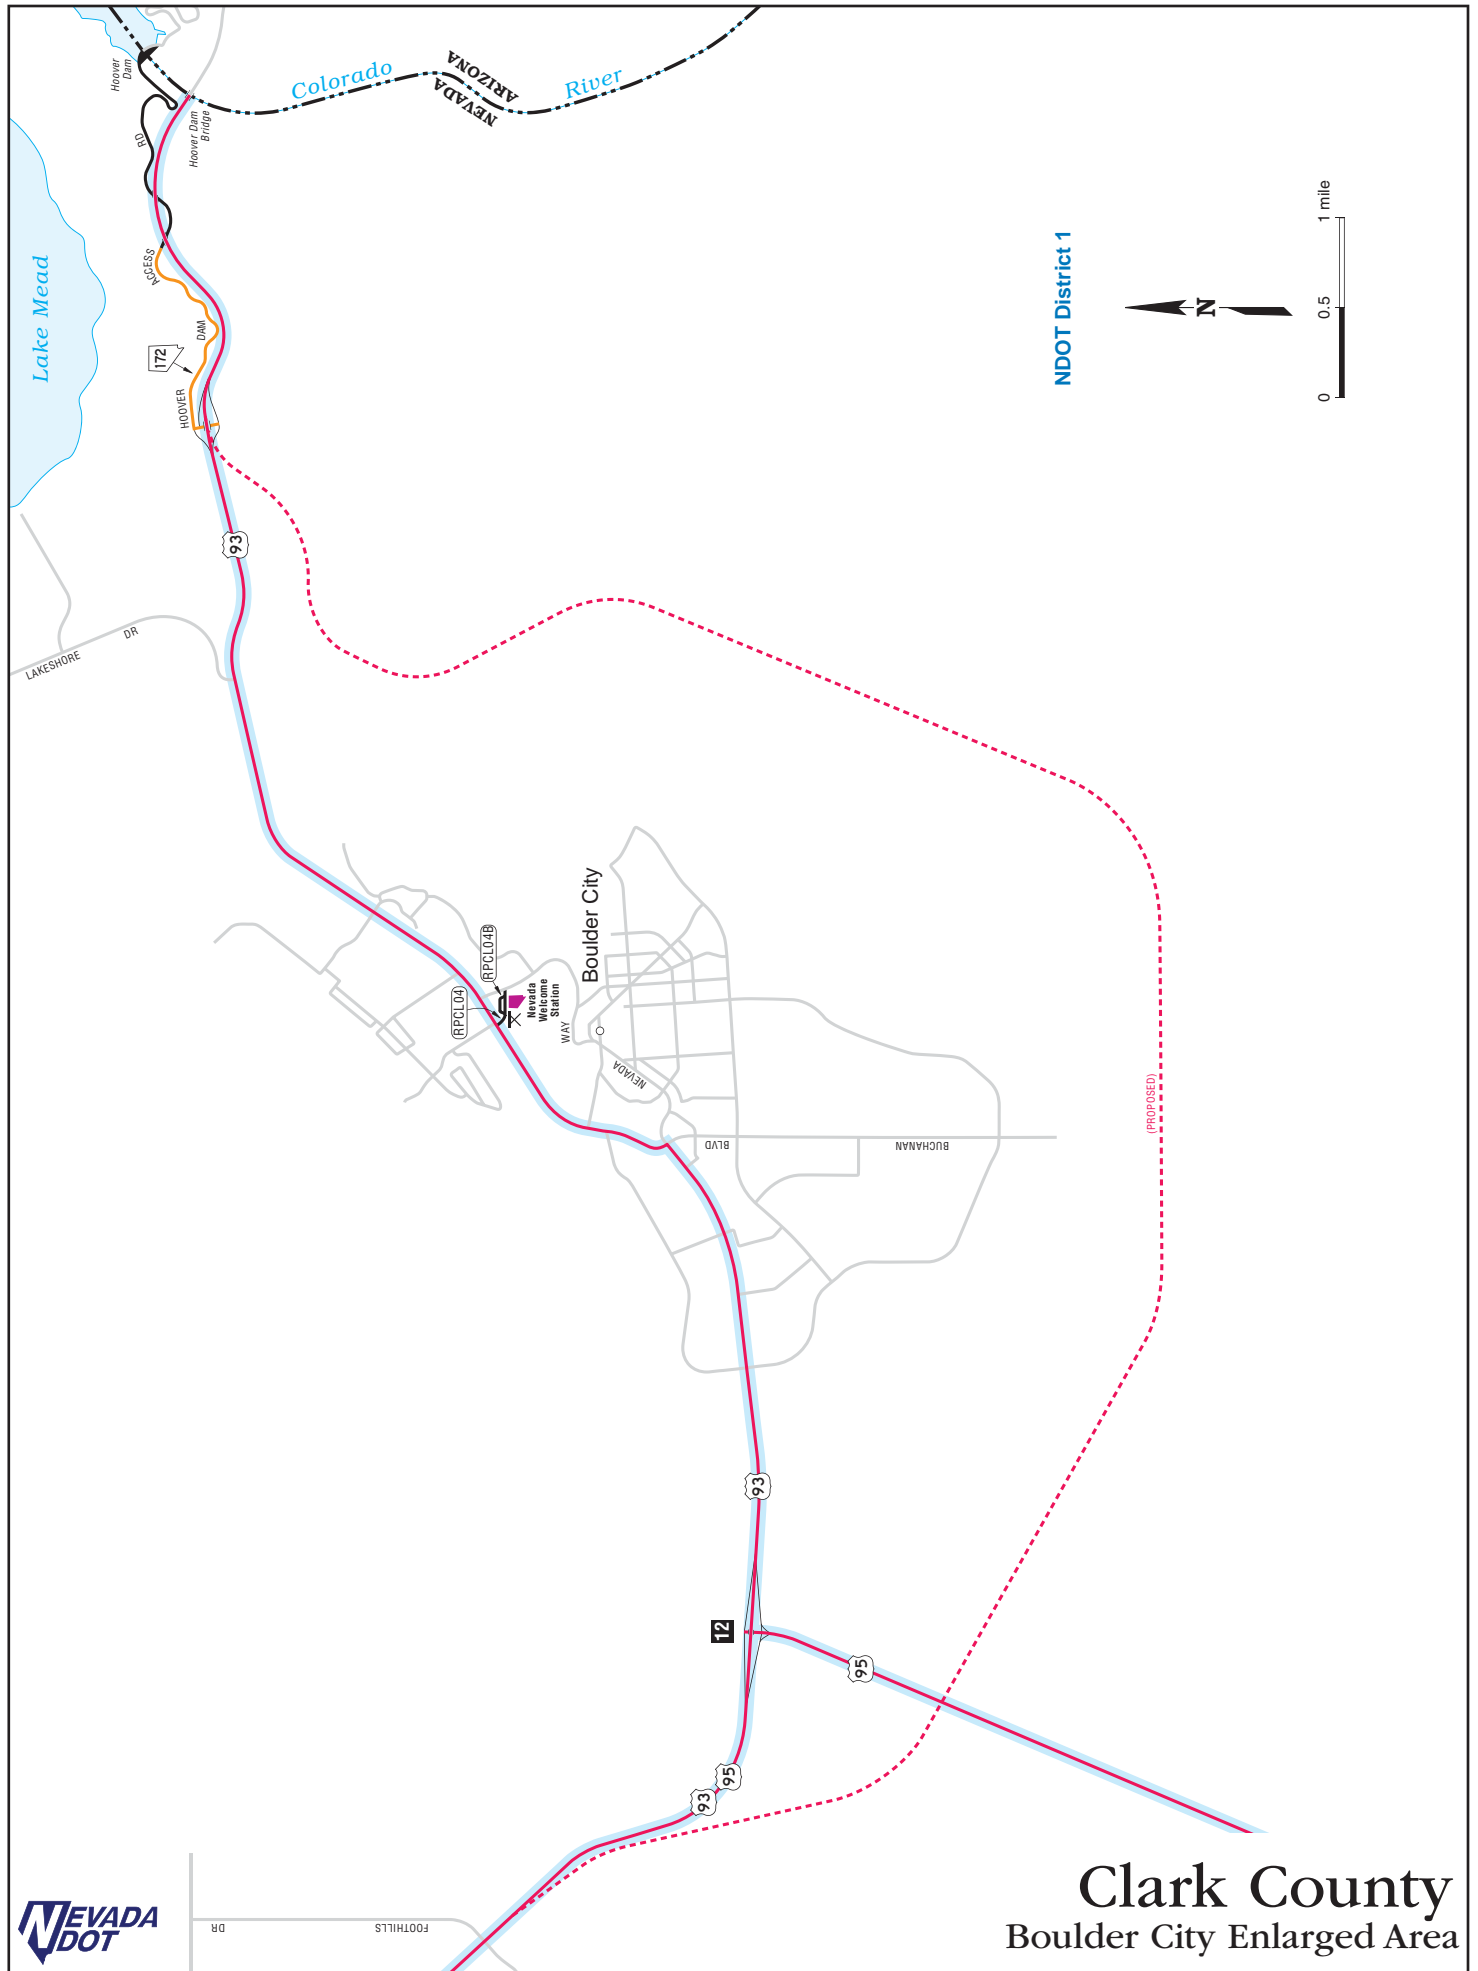 Hoover
Dam
Colorado
ARIZONA
NEVADA
River
Hoover Dam
Bridge
RD
Lake Mead
ACCESS
DAM
172
HOOVER
NDOT District 1
N
0
0.5
1 mile
93
LAKESHORE
DR
Boulder City
RPCL04B
RPCL04
Nevada
Welcome
Station
WAY
NEVADA
BLVD
BUCHANAN
(PROPOSED)
93
12
95
95
93
NEVADA
DOT
DR
FOOTHILLS
Clark County
Boulder City Enlarged Area